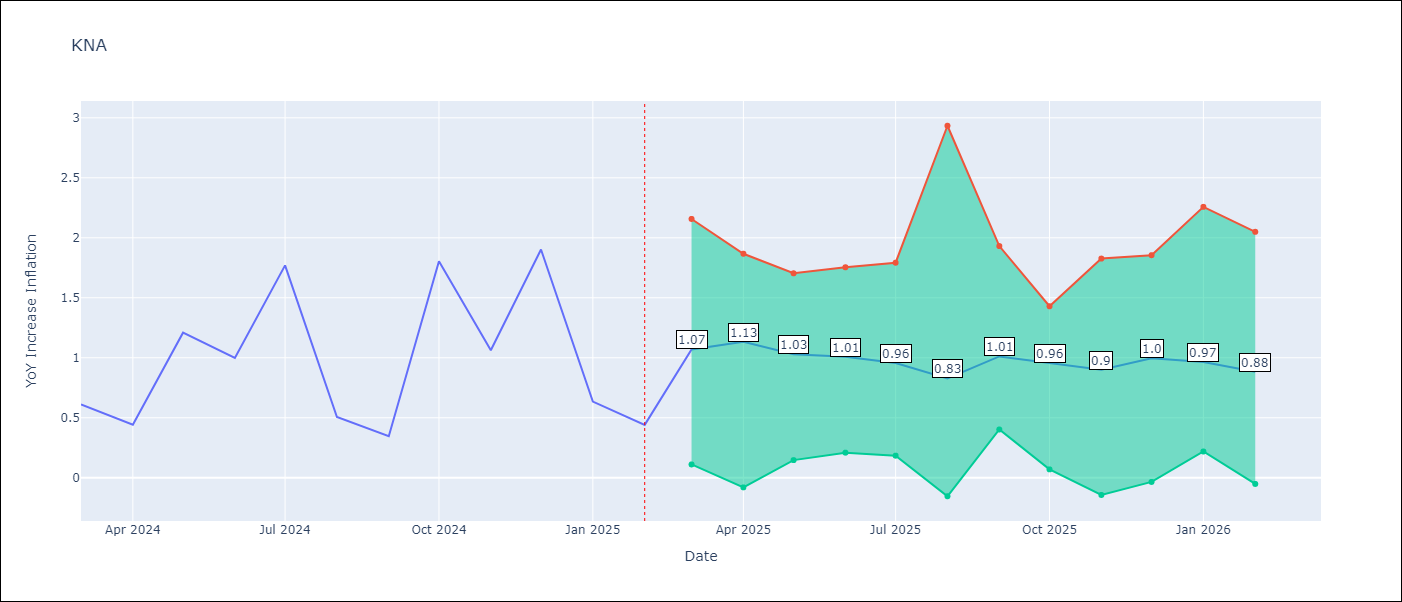 KNA
YoY Increase Inflation
3
2.5
2
1.5
1
0.5
0
1.07
1.13
1.03
1.01
0.96
0.83
1.01
0.96
0.9
1.0
0.97
0.88
Apr 2024
Jul 2024
Oct 2024
Jan 2025
Apr 2025
Jul 2025
Oct 2025
Jan 2026
Date